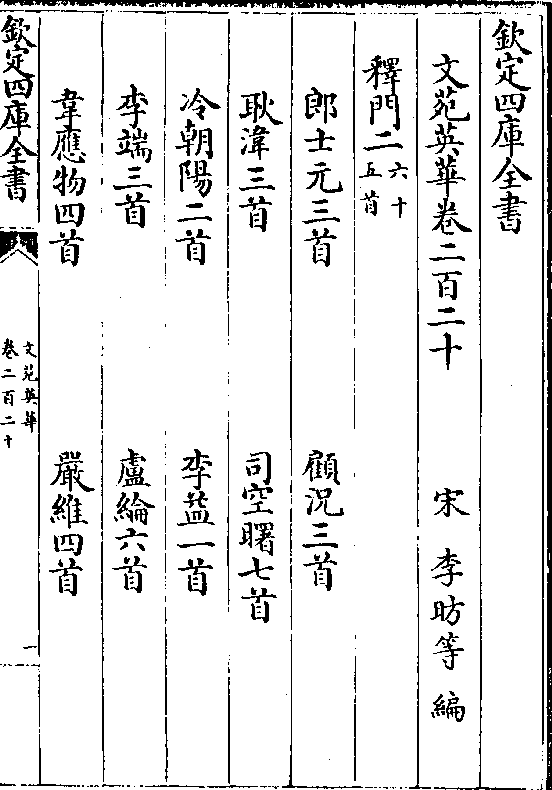 欽定四庫全書
文苑英華卷二百二十 宋 李昉等 編
釋門二六十五首
郎士元三首 顧況三首
耿湋三首 司空曙七首
冷朝陽二首 李益一首
李端三首 盧綸六首
韋應物四首 嚴維四首
欽定四庫全書
文苑英華
卷二百二十
一